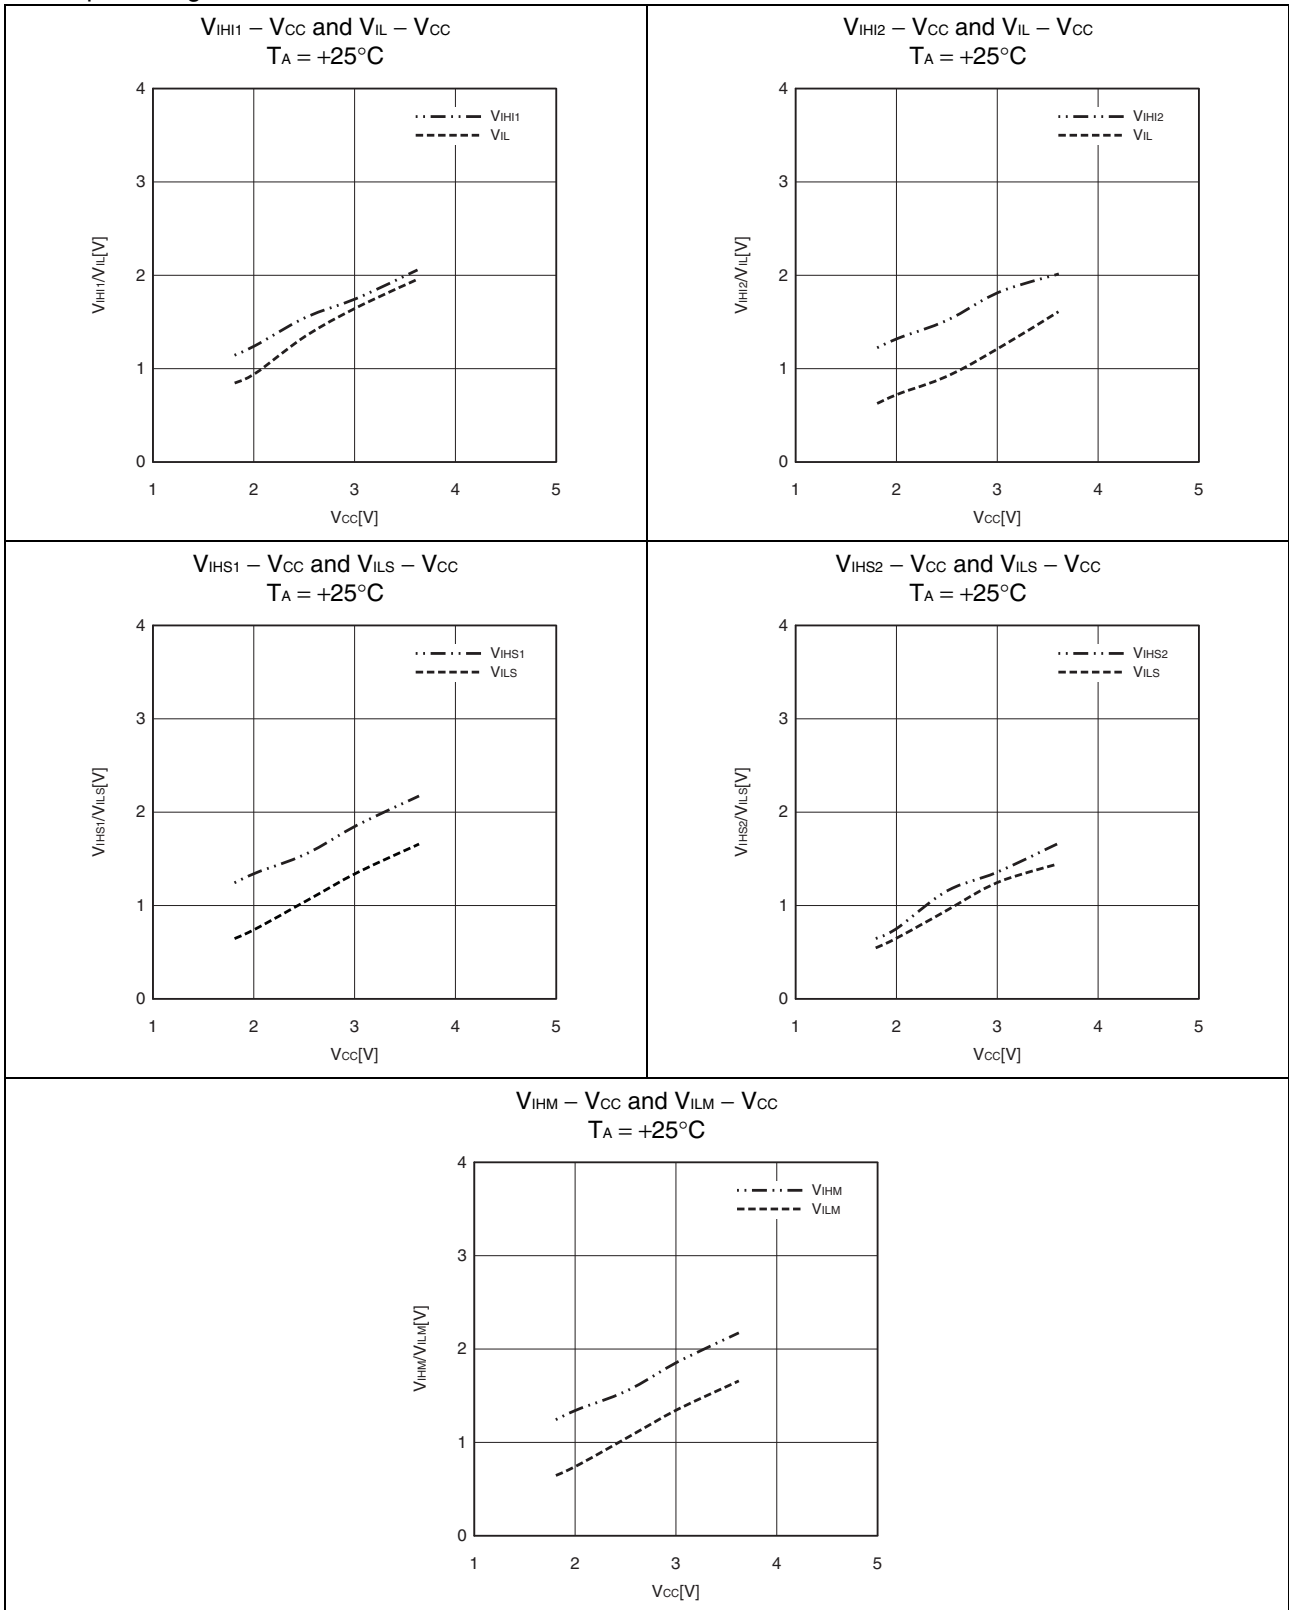 VIHI1 – VCC and VIL – VCC
TA = +25°C
4
3
2
1
0
1 2 3 4 5
VIHI1/VIL[V]
VCC[V]
VIHI1
VIL
VIHI2 – VCC and VIL – VCC
TA = +25°C
4
3
2
1
0
1 2 3 4 5
VIHI2/VIL[V]
VCC[V]
VIHI2
VIL
VIHS1 – VCC and VILS – VCC
TA = +25°C
4
3
2
1
0
1 2 3 4 5
VIHS1/VILS[V]
VCC[V]
VIHS1
VILS
VIHS2 – VCC and VILS – VCC
TA = +25°C
4
3
2
1
0
1 2 3 4 5
VIHS2/VILS[V]
VCC[V]
VIHS2
VILS
VIHM – VCC and VILM – VCC
TA = +25°C
4
3
2
1
0
1 2 3 4 5
VIHM/VILM[V]
VCC[V]
VIHM
VILM